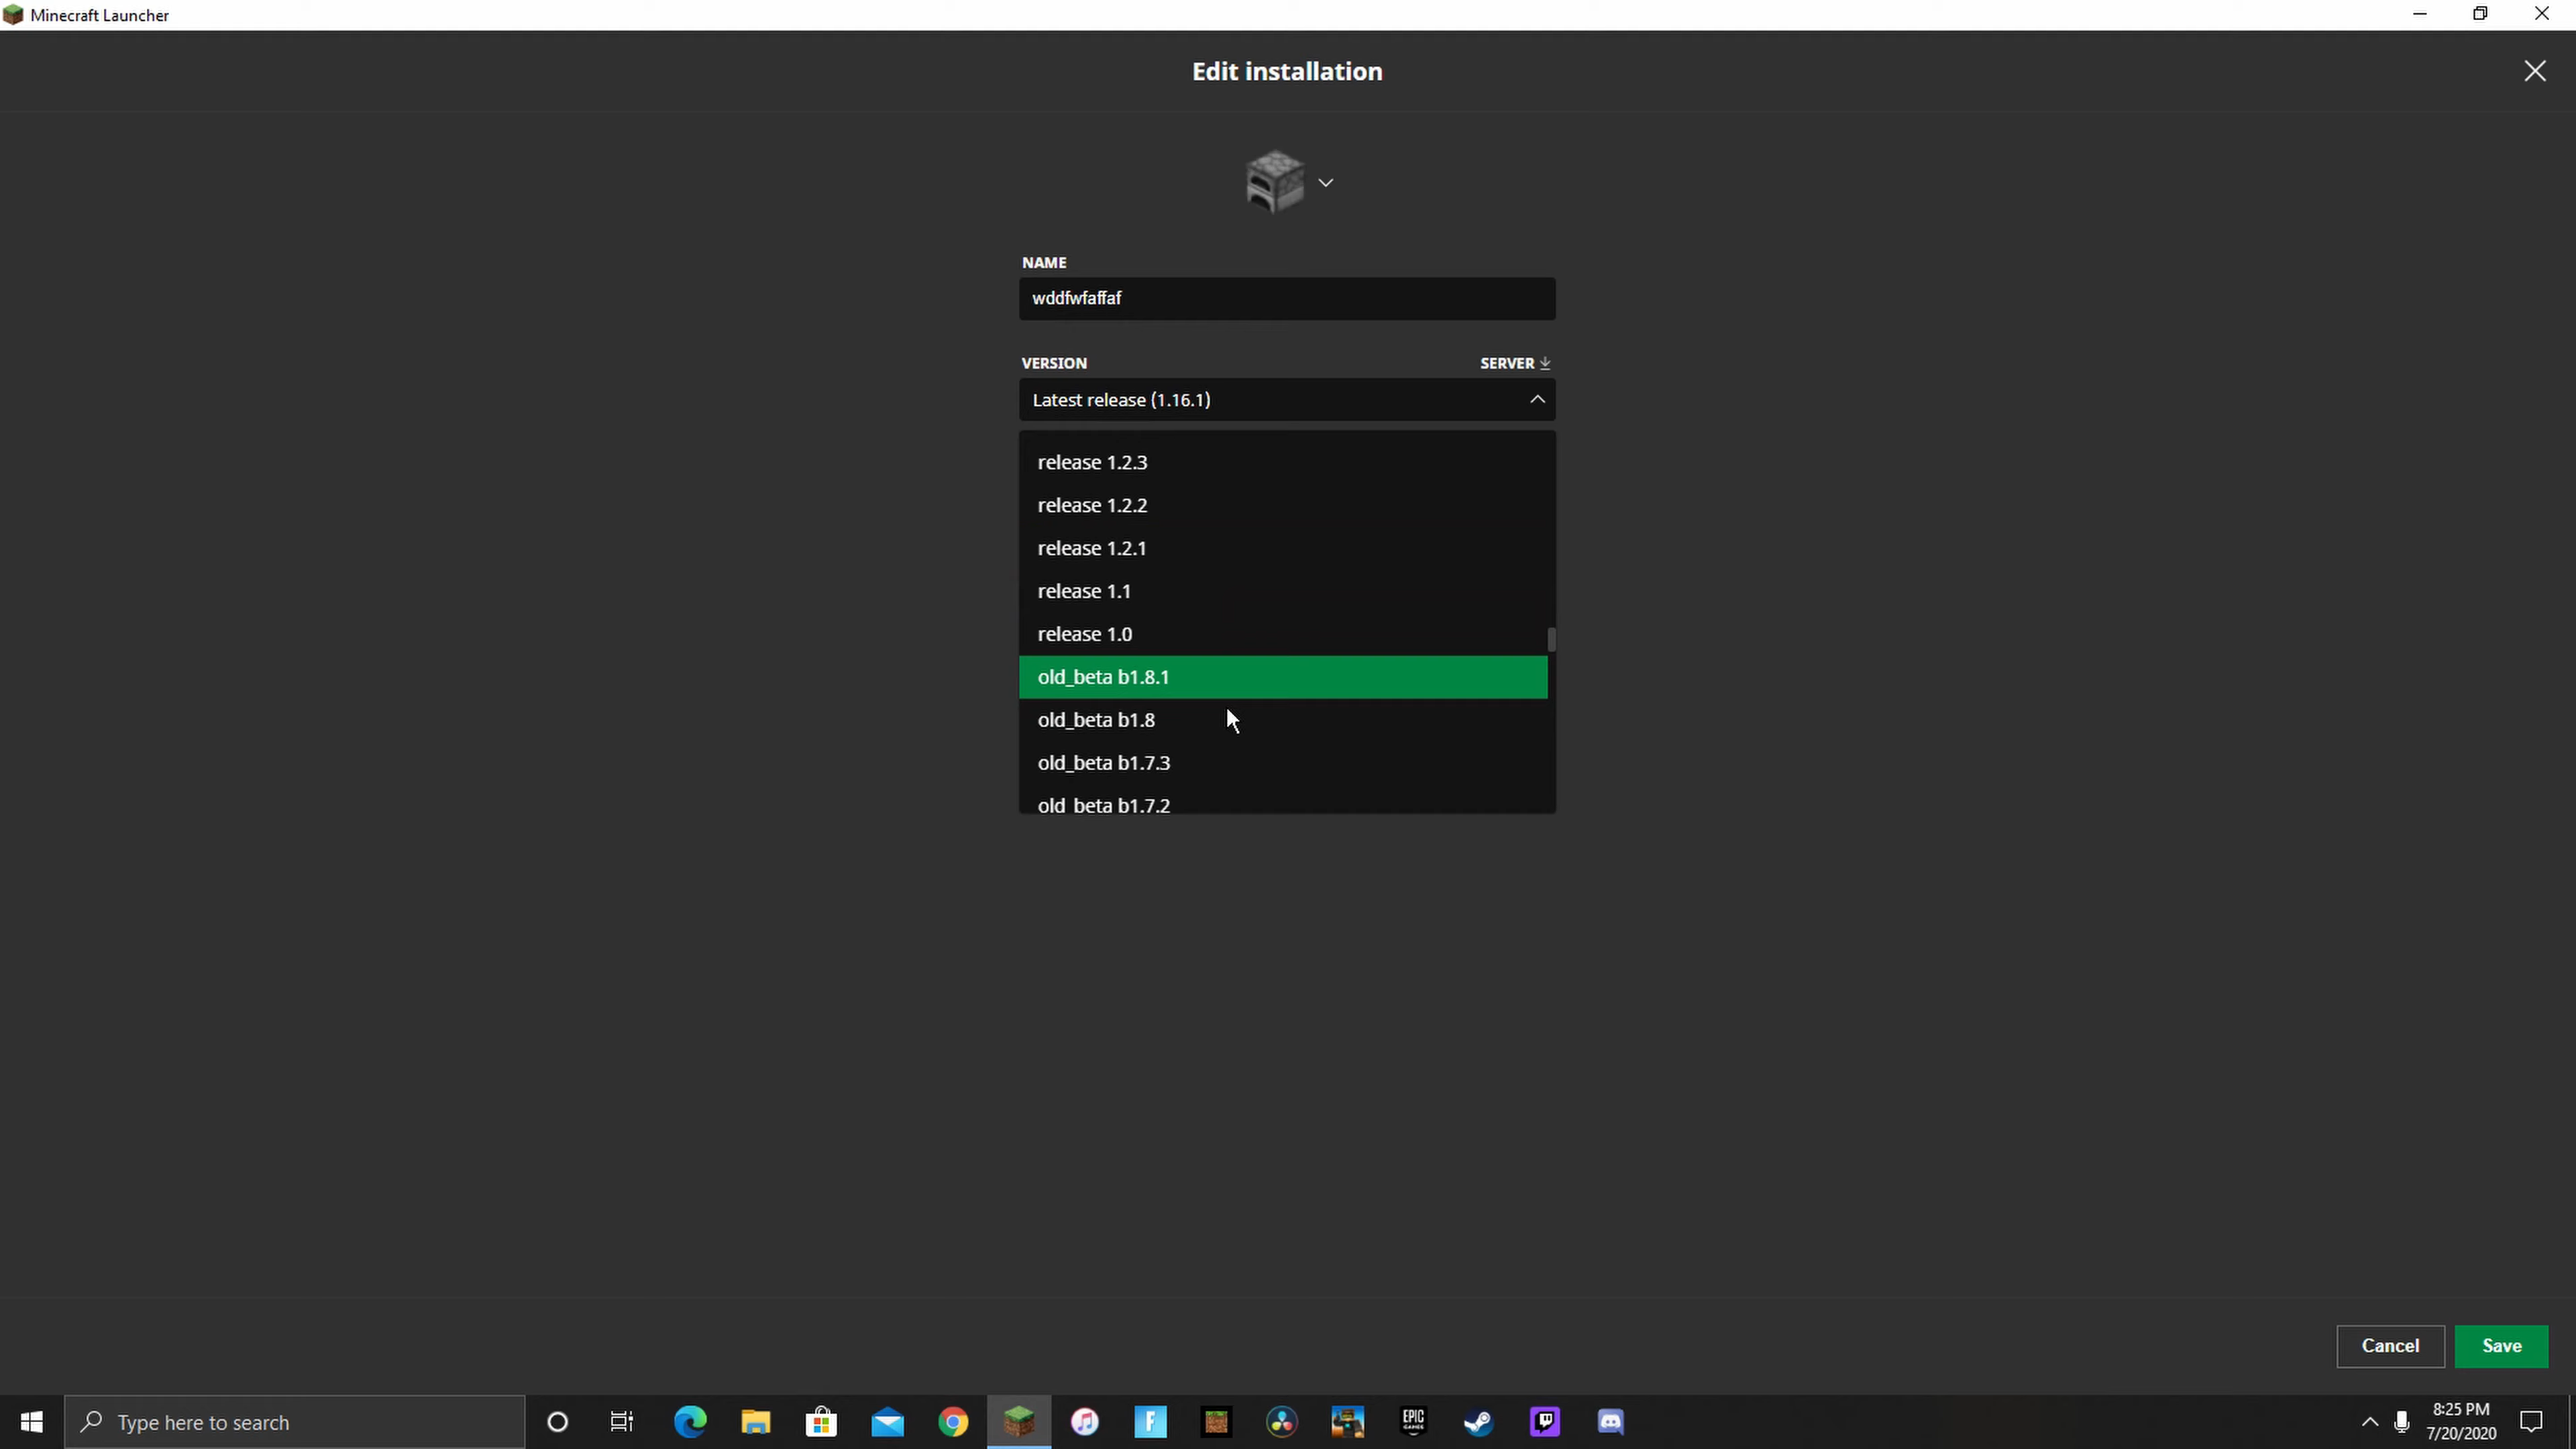 Minecraft Launcher
Edit installation
NAME
wddfwfaffaf
VERSION SERVER
Latest release (1.16.1)
release 1.2.3
release 1.2.2
release 1.2.1
release 1.1
release 1.0
old_beta b1.8.1
old_beta b1.8
old_beta b1.7.3
old_beta b1.7.2
Cancel Save
Type here to search
F
EPIC
GAMES
8:25 PM
7/20/2020